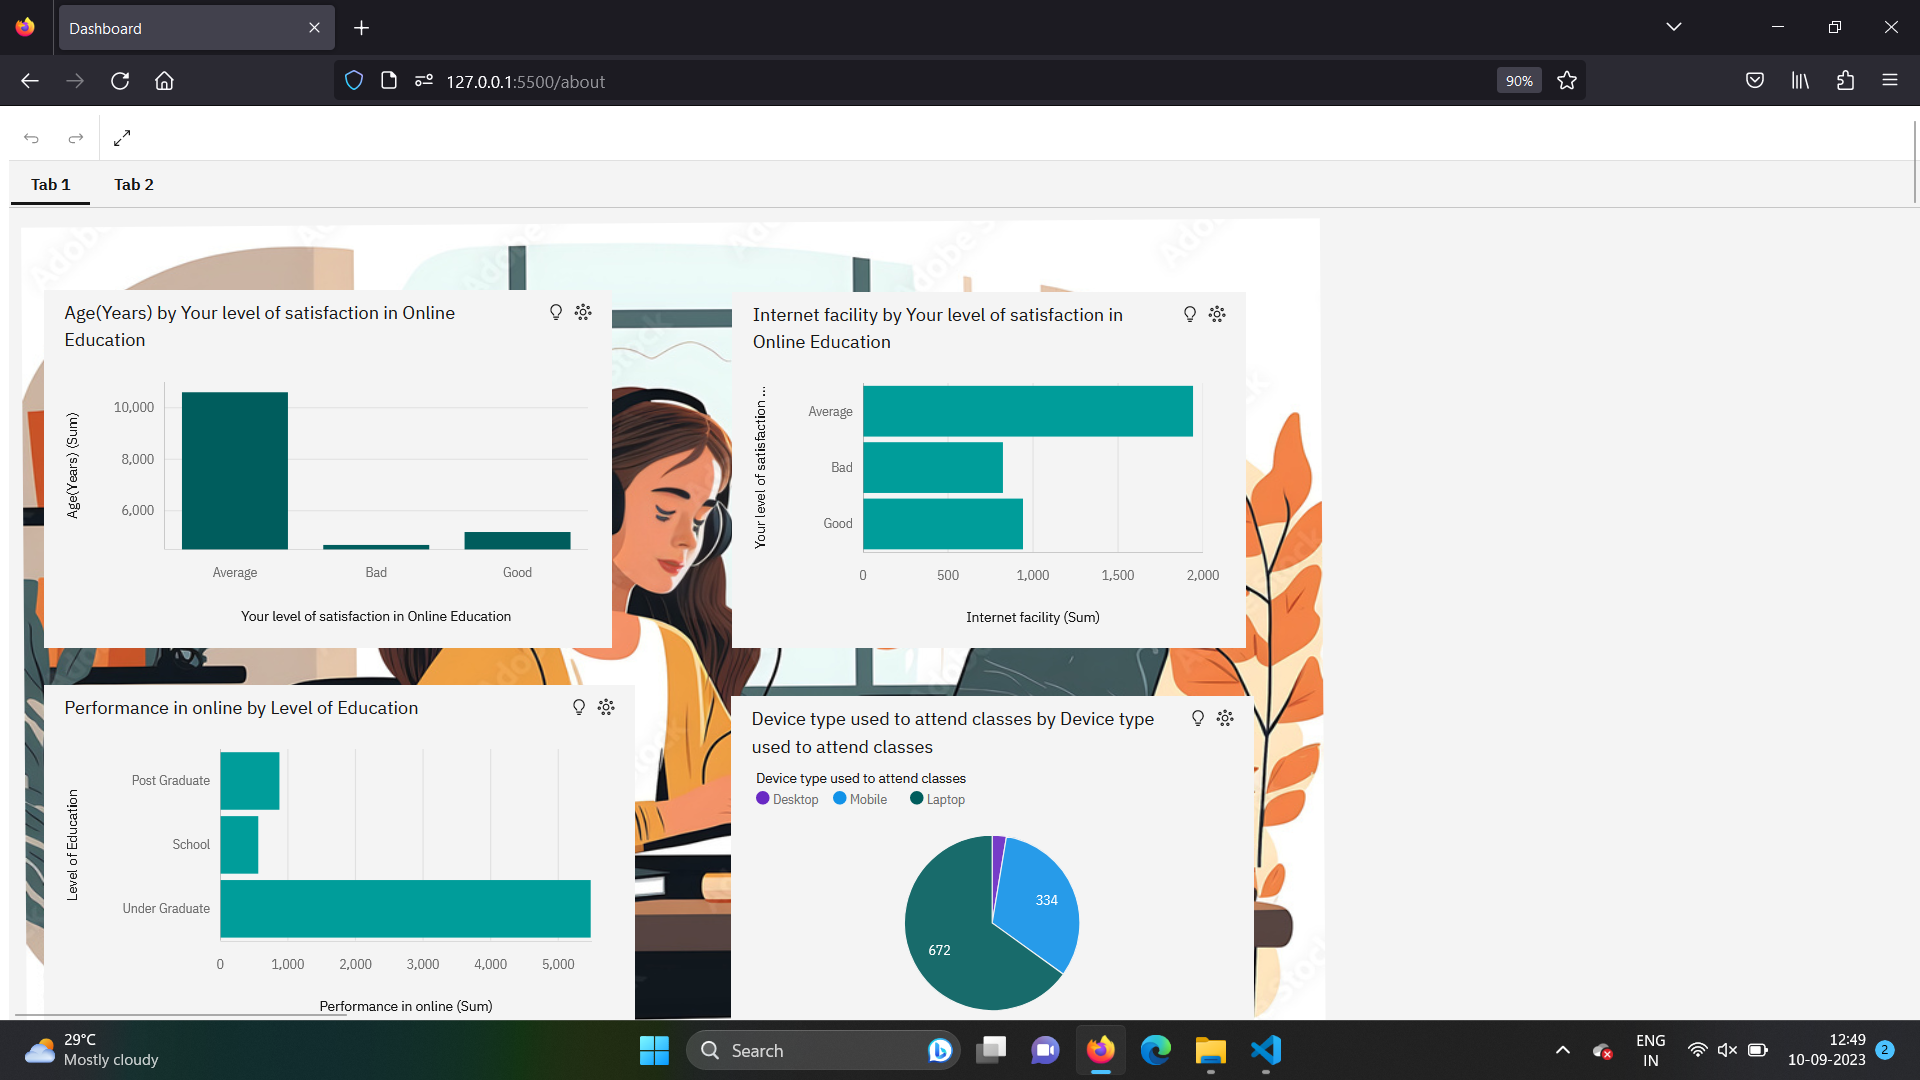 Dashboard
127.0.0.1:5500/about
90%
Tab 1
Tab 2
Age(Years) by Your level of satisfaction in Online
Education
Age(Years) (Sum)
10,000
8,000
6,000
Average
Bad
Good
Your level of satisfaction in Online Education
Internet facility by Your level of satisfaction in
Online Education
Your level of satisfaction ...
Average
Bad
Good
0
500
1,000
1,500
2,000
Internet facility (Sum)
Performance in online by Level of Education
Level of Education
Post Graduate
School
Under Graduate
0
1,000
2,000
3,000
4,000
5,000
Performance in online (Sum)
Device type used to attend classes by Device type
used to attend classes
Device type used to attend classes
Desktop
Mobile
Laptop
334
672
29°C
Mostly cloudy
Search
ENG
IN
12:49
10-09-2023
2